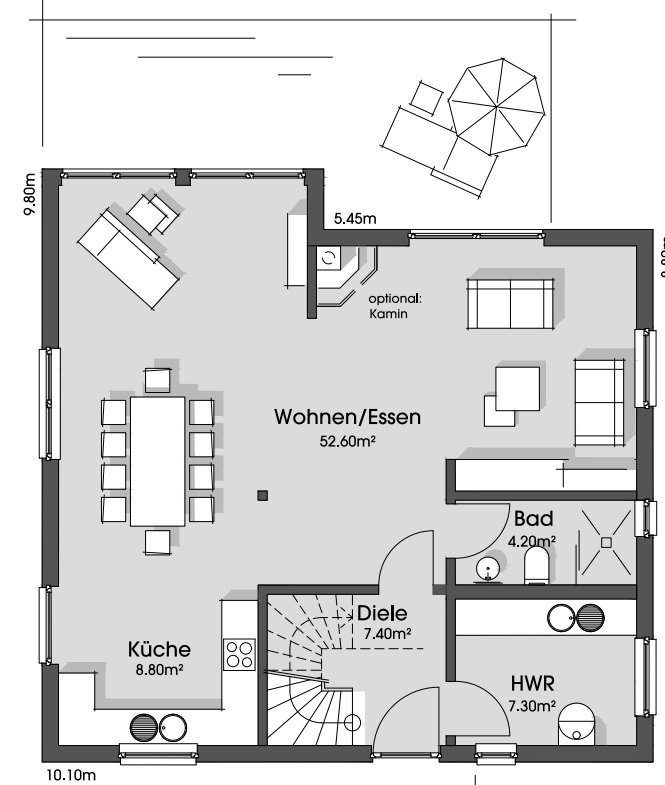 9.80m
5.45m
optional:
Kamin
Wohnen/Essen
52.60m²
Bad
4.20m²
Diele
7.40m²
Küche
8.80m²
HWR
7.30m²
10.10m